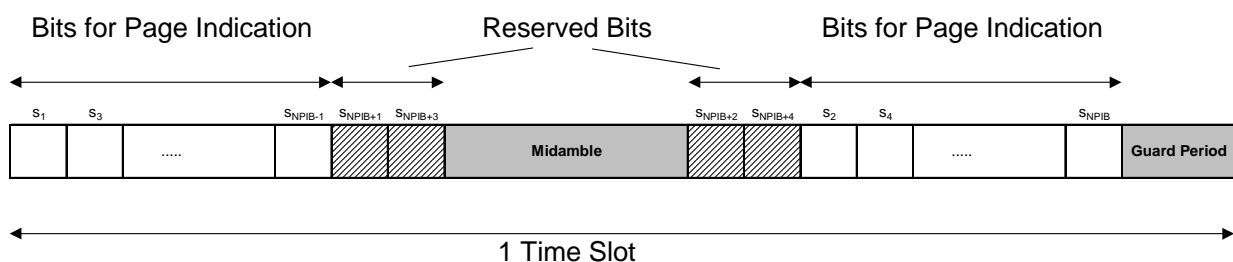 Bits for Page Indication Reserved Bits Bits for Page Indication
s1 s3 sNPIB-1 sNPIB+1 sNPIB+3 sNPIB+2 sNPIB+4 s2 s4 sNPIB
..... Midamble ..... Guard Period
1 Time Slot